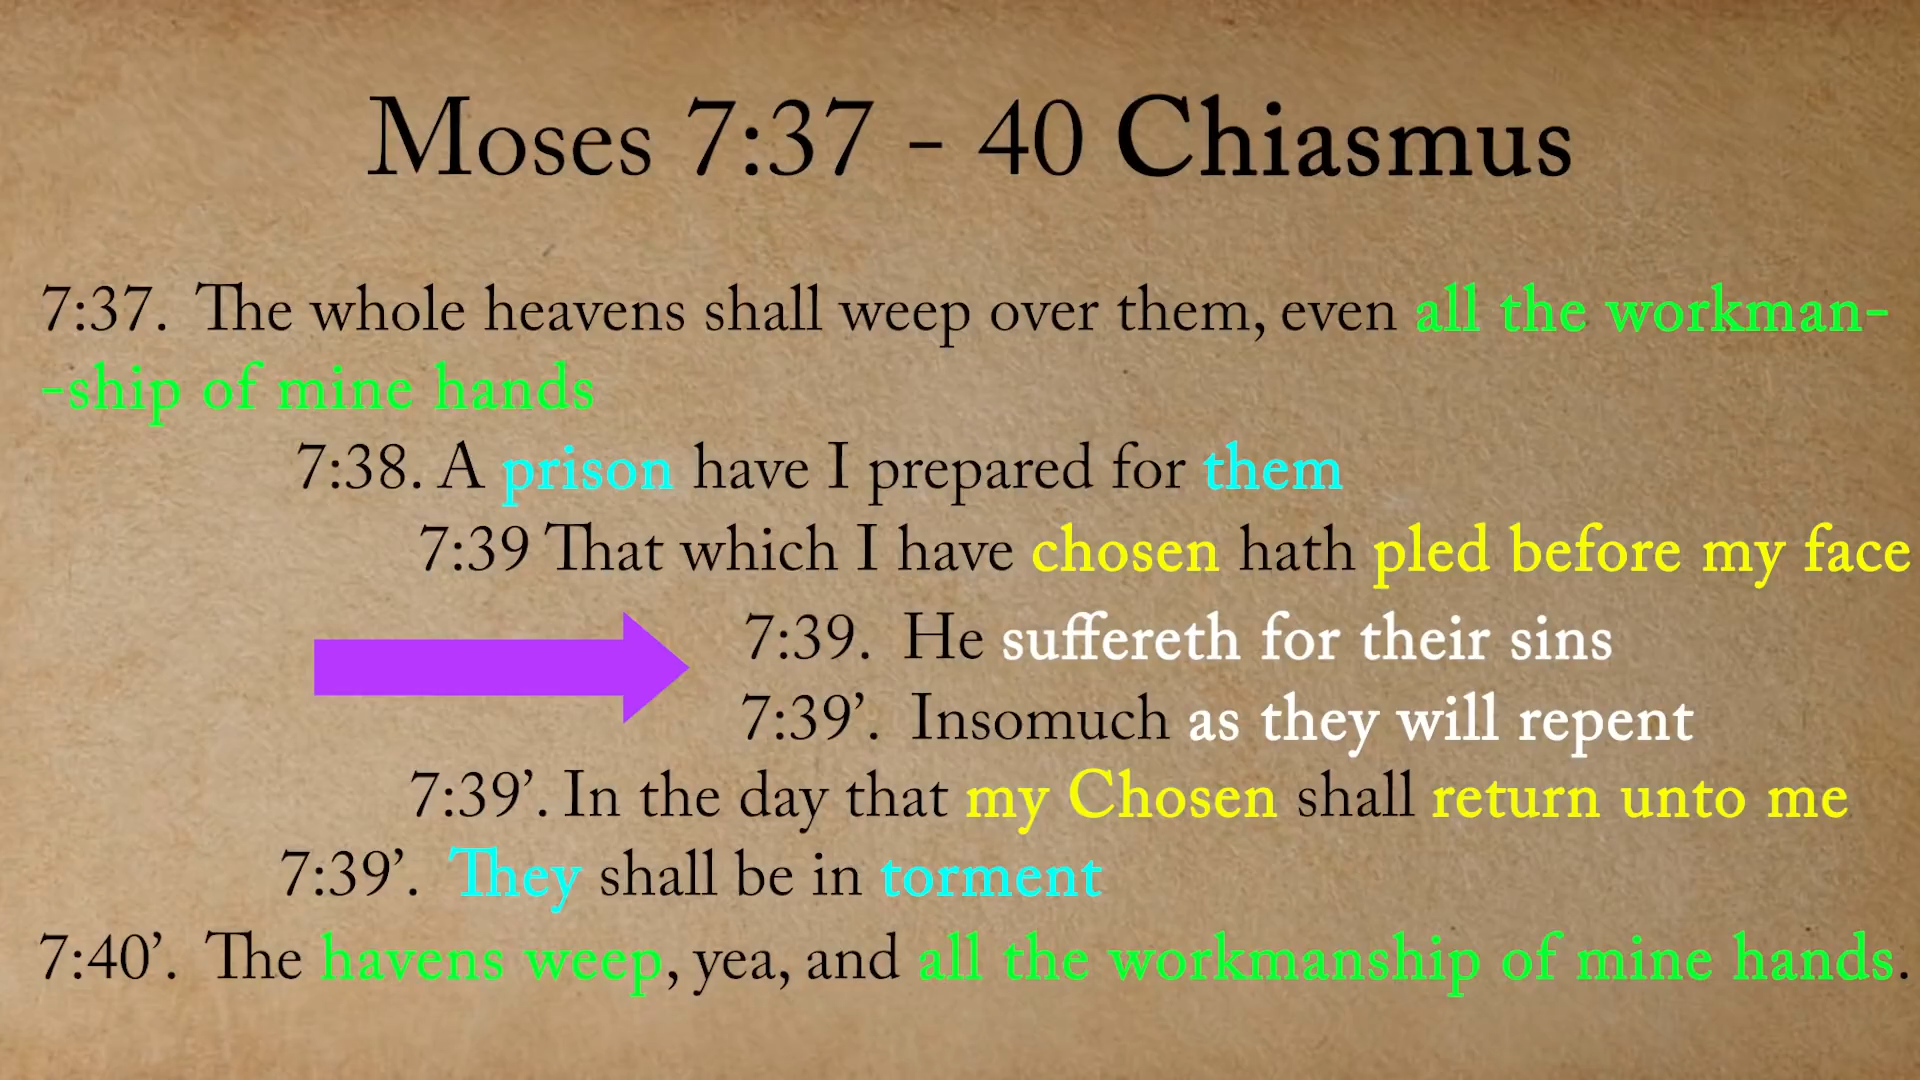 Moses 7:37 - 40 Chiasmus
7:37. The whole heavens shall weep over them, even all the workman-
-ship of mine hands
7:38. A prison have I prepared for them
7:39 That which I have chosen hath pled before my face
7:39. He suffereth for their sins
7:39’. Insomuch as they will repent
7:39’. In the day that my Chosen shall return unto me
7:39’. They shall be in torment
7:40’. The havens weep, yea, and all the workmanship of mine hands.